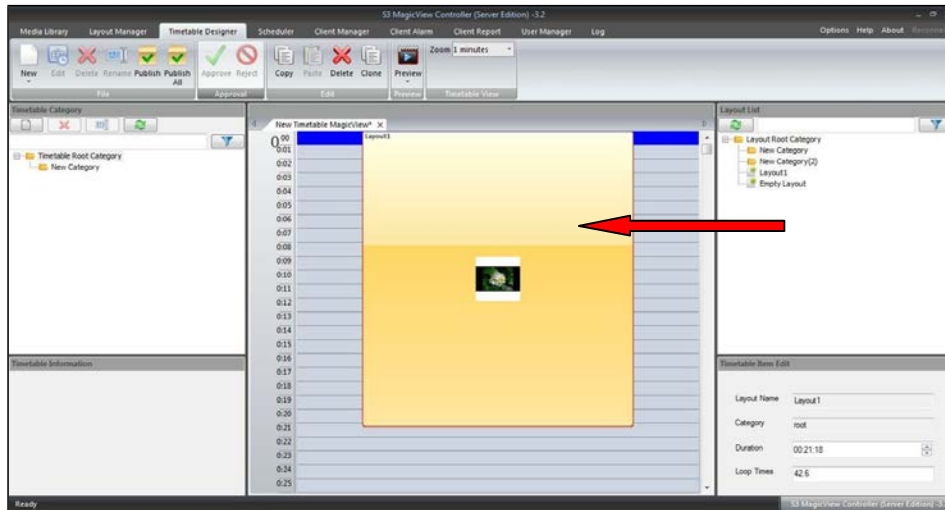 S3 MagicView Controller (Server Edition) -3.2
Media Library Layout Manager Timetable Designer Scheduler Client Manager Client Alarm Client Report User Manager Log Options Help About
New Edit Delete Rename Publish Publish All Approve Reject Copy Paste Delete Clone Preview Zoom 1 minutes
File Approval Edit Preview Timetable View
Timetable Category
Timetable Root Category
New Category
New Timetable MagicView* X
Layout1
0:00
0:01
0:02
0:03
0:04
0:05
0:06
0:07
0:08
0:09
0:10
0:11
0:12
0:13
0:14
0:15
0:16
0:17
0:18
0:19
0:20
0:21
0:22
0:23
0:24
0:25
Layout List
Layout Root Category
New Category
New Category(2)
Layout1
Empty Layout
Timetable Information
Timetable Item Edit
Layout Name Layout1
Category root
Duration 00:21:18
Loop Times 42.6
Ready
S3 MagicView Controller (Server Edition) -3.